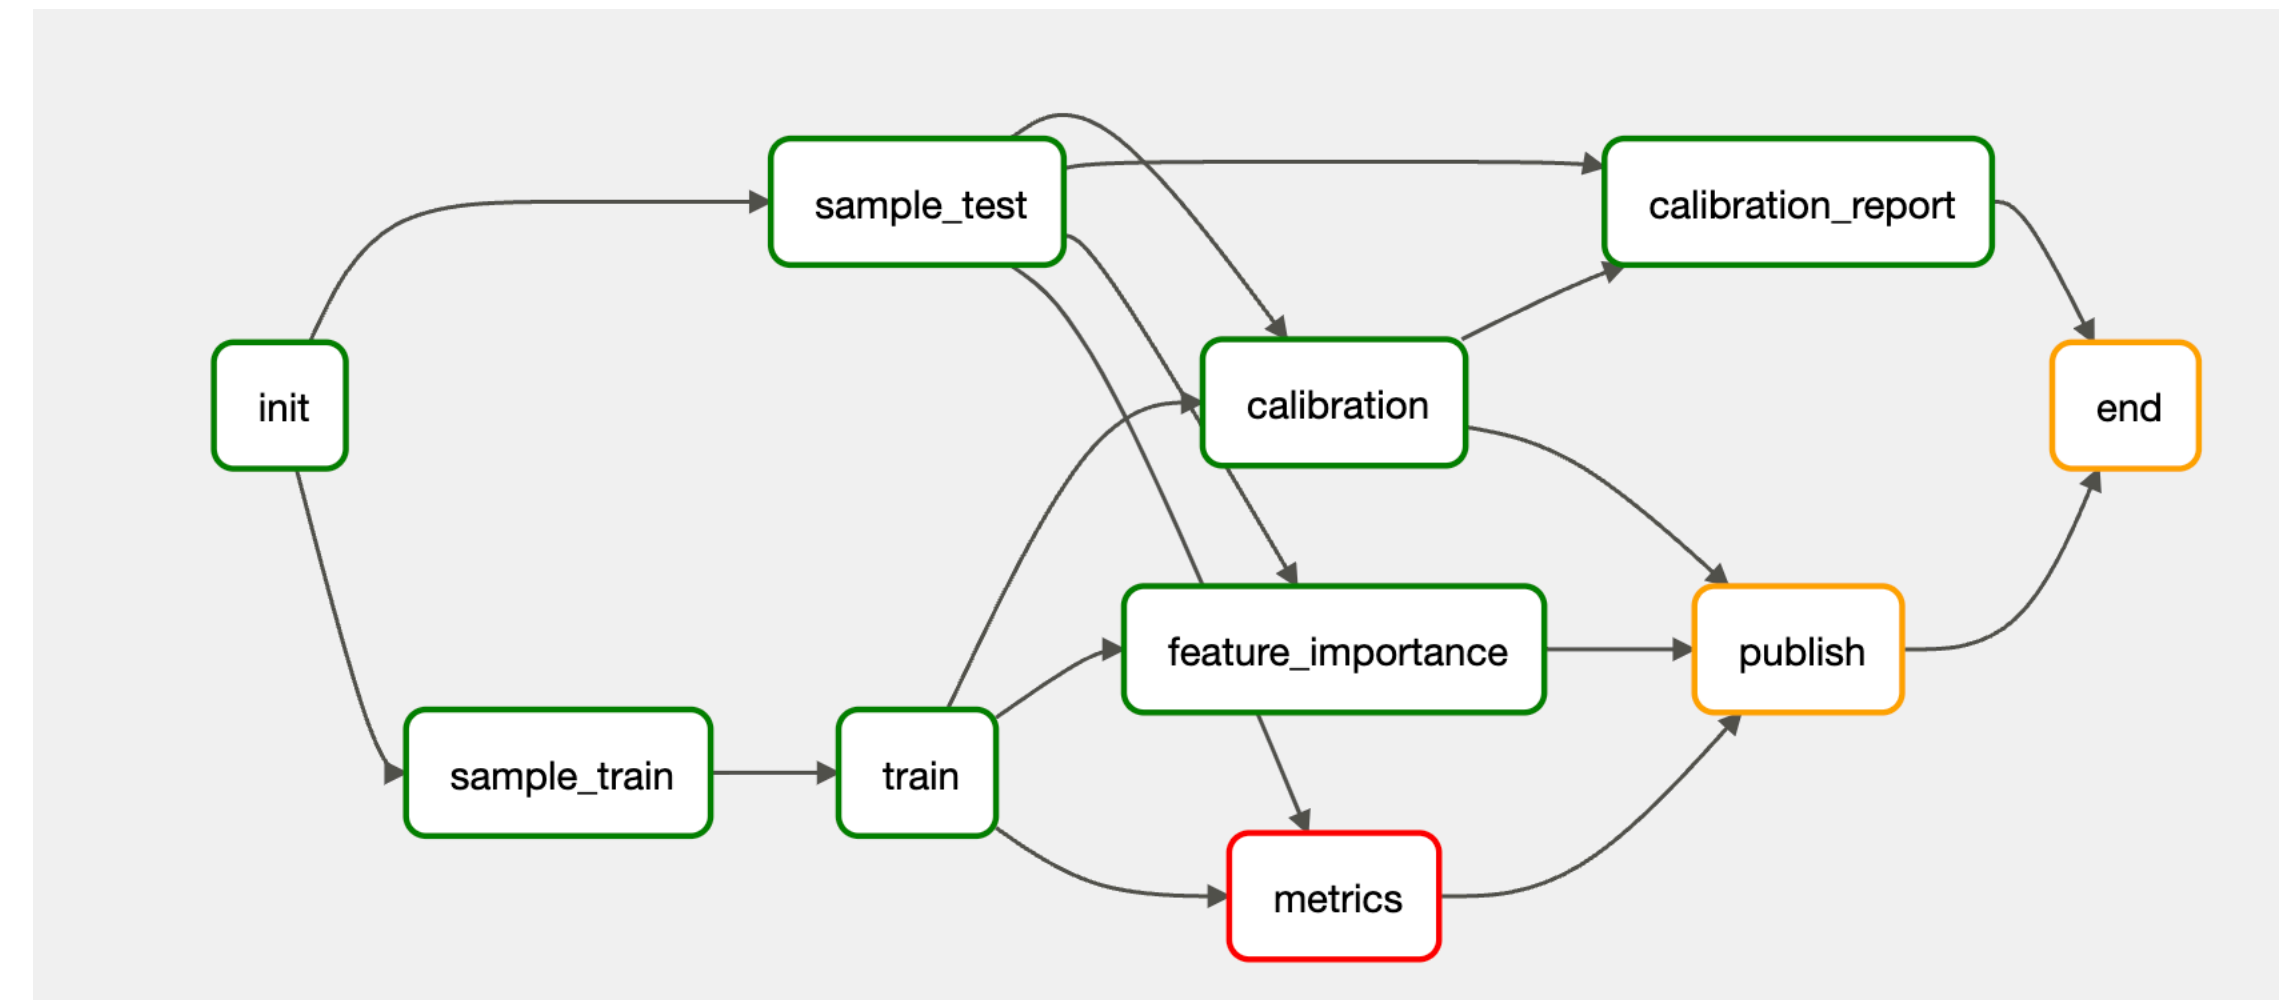 sample_test
calibration_report
init
calibration
end
feature_importance
publish
sample_train
train
metrics